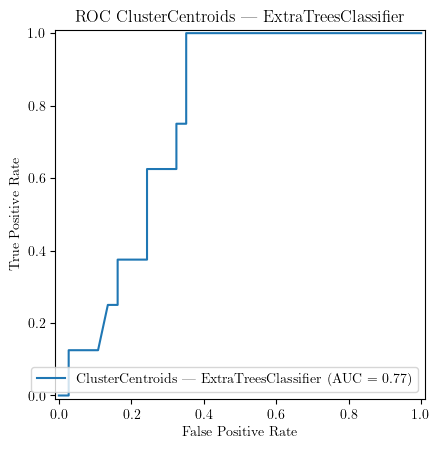 ROC ClusterCentroids — ExtraTreesClassifier
1.0
0.8
0.6
0.4
0.2
0.0
True Positive Rate
ClusterCentroids — ExtraTreesClassifier (AUC = 0.77)
0.0 0.2 0.4 0.6 0.8 1.0
False Positive Rate